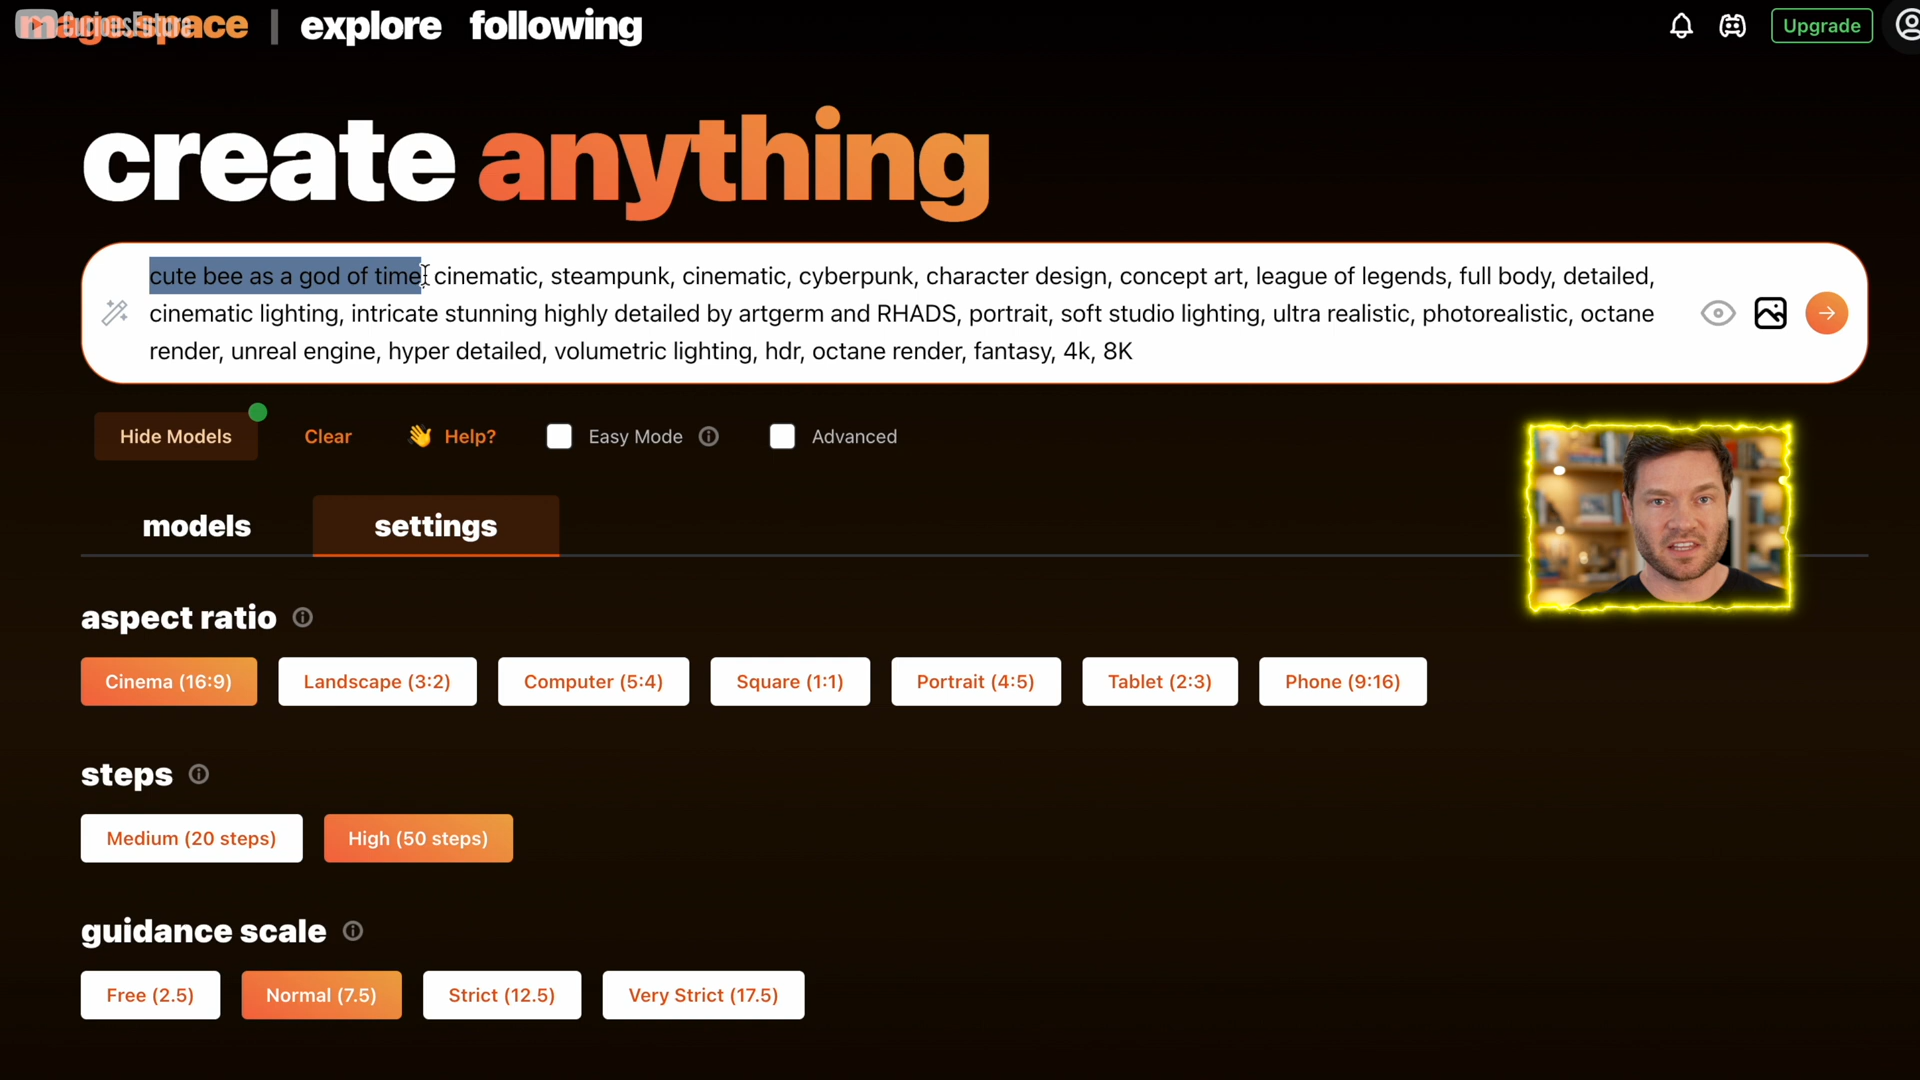 mage.space | explore following
CuriousFuture
Upgrade
create anything
cute bee as a god of time, cinematic, steampunk, cinematic, cyberpunk, character design, concept art, league of legends, full body, detailed,
cinematic lighting, intricate stunning highly detailed by artgerm and RHADS, portrait, soft studio lighting, ultra realistic, photorealistic, octane
render, unreal engine, hyper detailed, volumetric lighting, hdr, octane render, fantasy, 4k, 8K
Hide Models
Clear
Help?
Easy Mode
Advanced
models
settings
aspect ratio
Cinema (16:9)
Landscape (3:2)
Computer (5:4)
Square (1:1)
Portrait (4:5)
Tablet (2:3)
Phone (9:16)
steps
Medium (20 steps)
High (50 steps)
guidance scale
Free (2.5)
Normal (7.5)
Strict (12.5)
Very Strict (17.5)